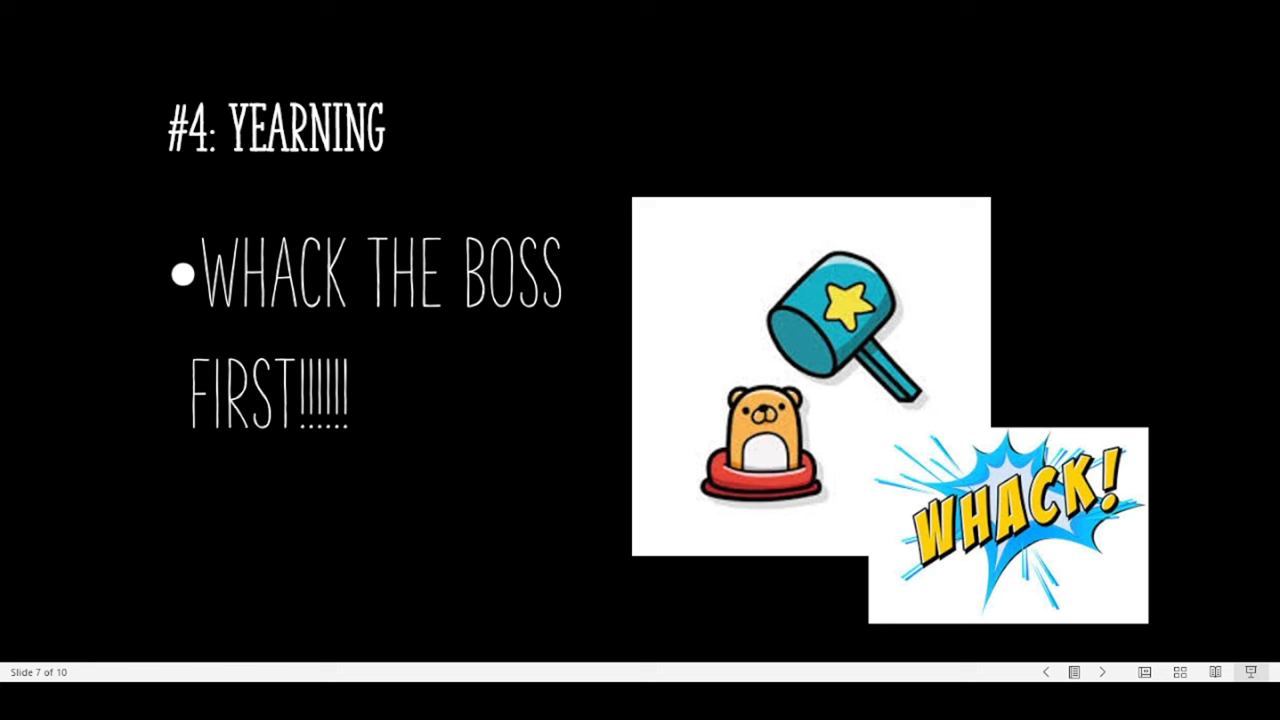 #4: YEARNING
•WHACK THE BOSS
FIRST!!!!!!
WHACK!
Slide 7 of 10